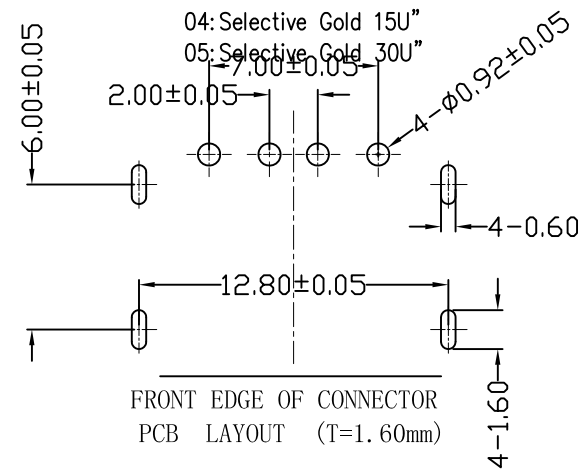 04:Selective Gold 15U"
05:Selective Gold 30U"
7.00±0.05
2.00±0.05
6.00±0.05
4-Ø0.92±0.05
4-0.60
12.80±0.05
4-1.60
FRONT EDGE OF CONNECTOR
PCB LAYOUT (T=1.60mm)